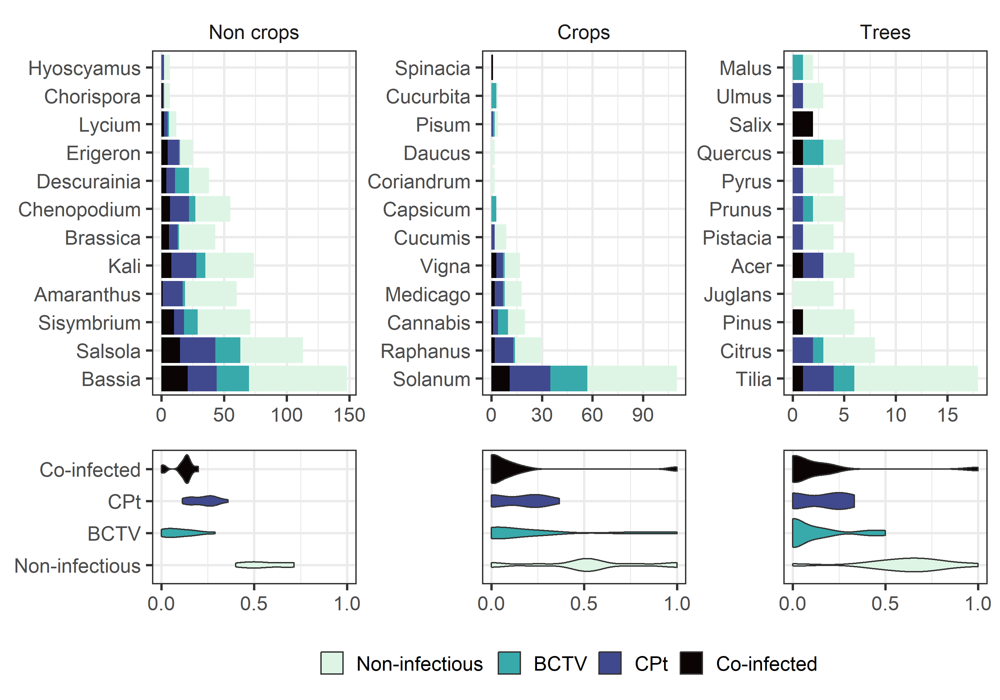 Non crops
Crops
Trees
Hyoscyamus
Chorispora
Lycium
Erigeron
Descurainia
Chenopodium
Brassica
Kali
Amaranthus
Sisymbrium
Salsola
Bassia
0 50 100 150
Spinacia
Cucurbita
Pisum
Daucus
Coriandrum
Capsicum
Cucumis
Vigna
Medicago
Cannabis
Raphanus
Solanum
0 30 60 90
Malus
Ulmus
Salix
Quercus
Pyrus
Prunus
Pistacia
Acer
Juglans
Pinus
Citrus
Tilia
0 5 10 15
Co-infected
CPt
BCTV
Non-infectious
0.0 0.5 1.0
0.0 0.5 1.0
0.0 0.5 1.0
Non-infectious BCTV CPt Co-infected